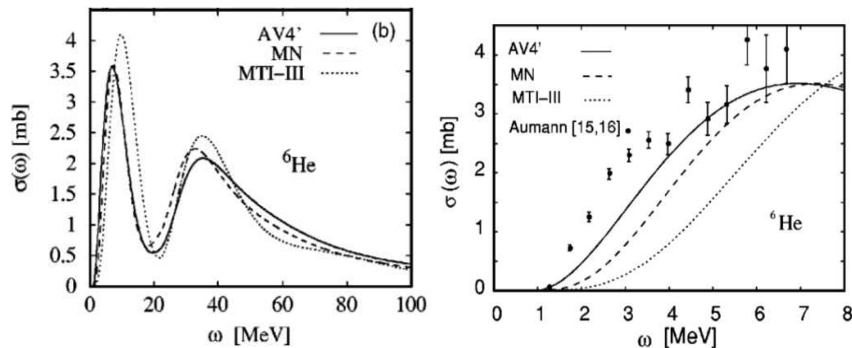 AV4' (b)
MN
MTI–III
⁶He
σ(ω) [mb]
4
3.5
3
2.5
2
1.5
1
0.5
0
0 20 40 60 80 100
ω [MeV]
AV4'
MN
MTI–III
Aumann [15,16]
⁶He
σ(ω) [mb]
4
3
2
1
0
0 1 2 3 4 5 6 7 8
ω [MeV]